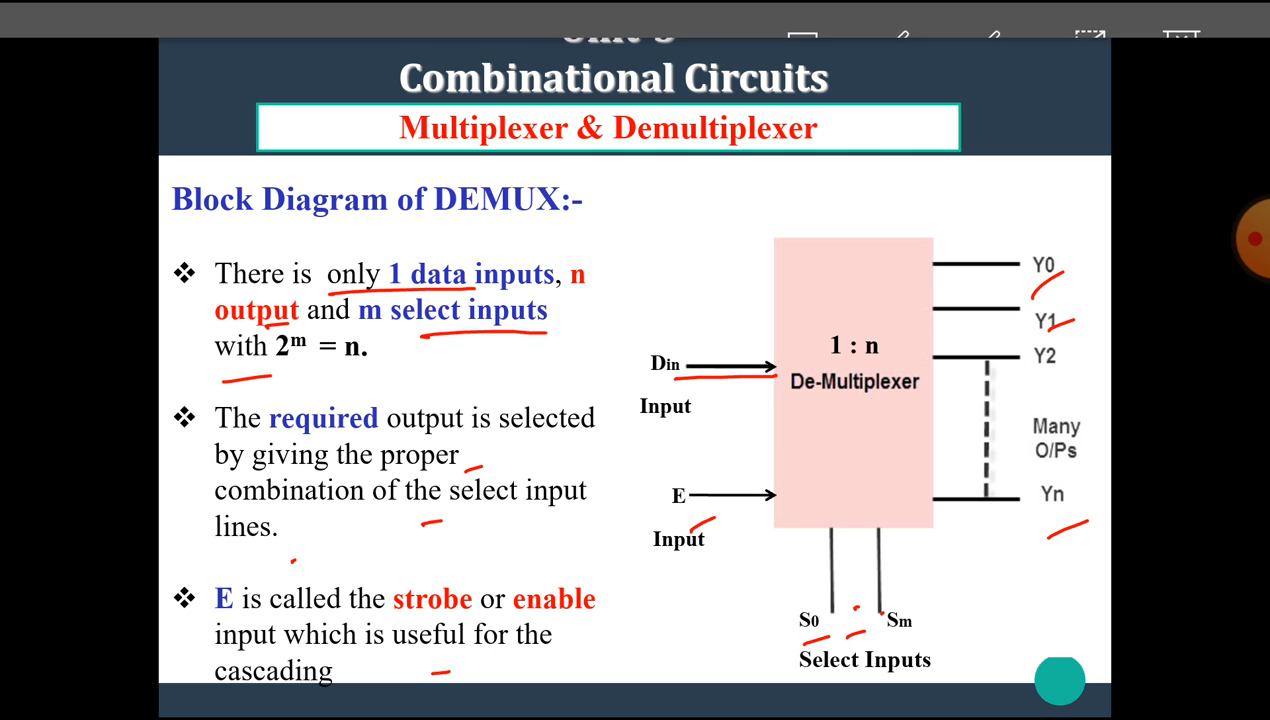 Combinational Circuits
Multiplexer & Demultiplexer
Block Diagram of DEMUX:-
❖ There is only 1 data inputs, n
output and m select inputs
with 2ᵐ = n.
❖ The required output is selected
by giving the proper
combination of the select input
lines.
❖ E is called the strobe or enable
input which is useful for the
cascading
Din
Input
E
Input
1 : n
De-Multiplexer
Y0
Y1
Y2
Many
O/Ps
Yn
S0 Sm
Select Inputs